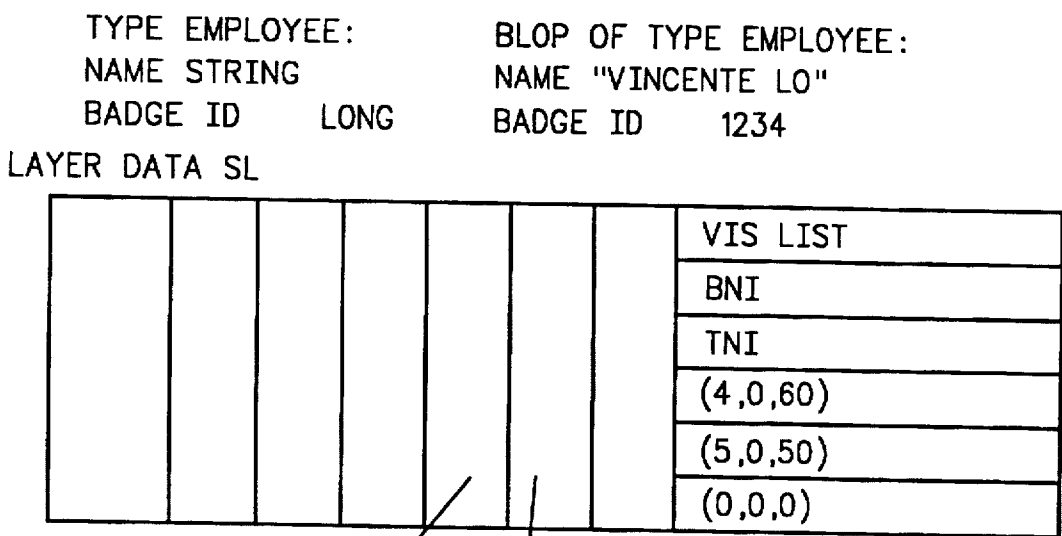 TYPE EMPLOYEE:
NAME STRING
BADGE ID LONG
BLOP OF TYPE EMPLOYEE:
NAME "VINCENTE LO"
BADGE ID 1234
LAYER DATA SL
VIS LIST
BNI
TNI
(4,0,60)
(5,0,50)
(0,0,0)